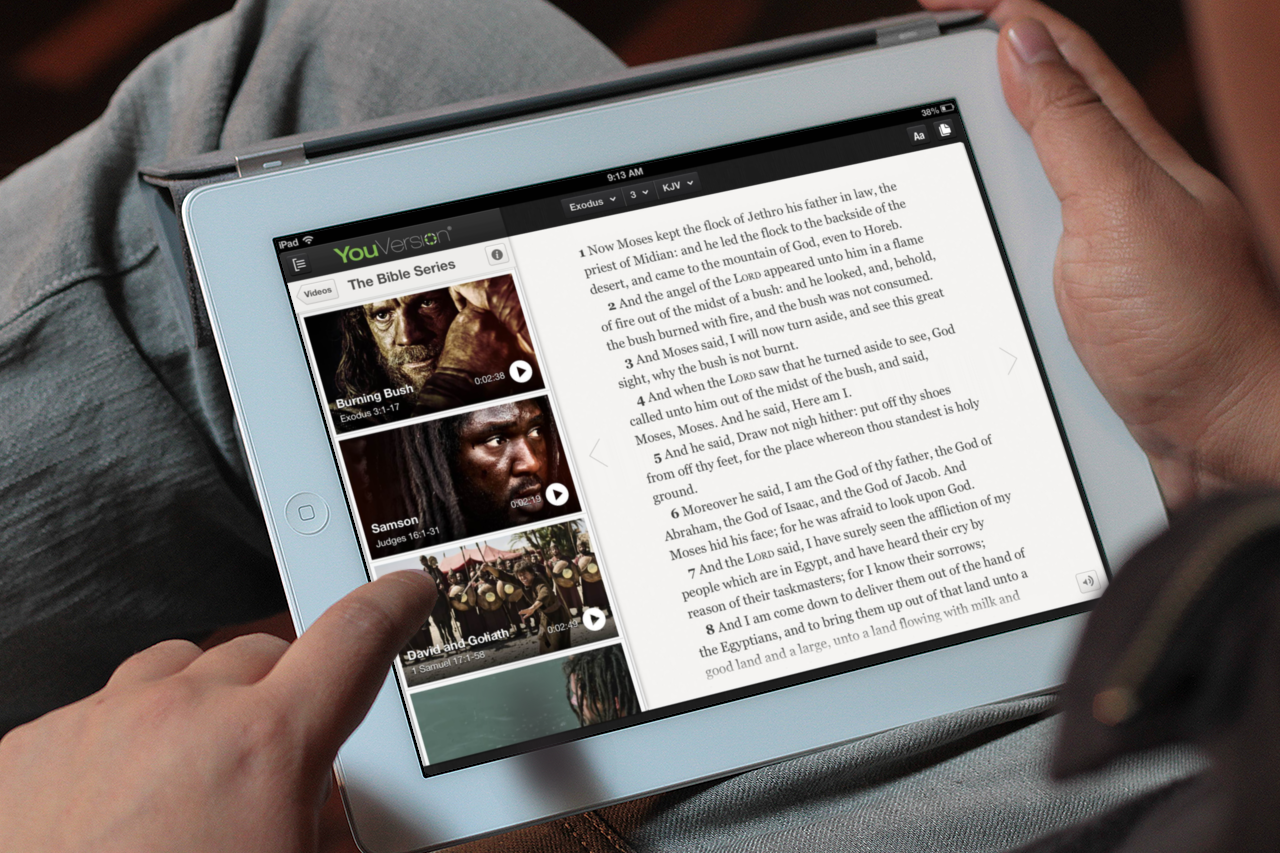 iPad
9:13 AM
38%
YouVersion®
Exodus
3
KJV
Aa
Videos
The Bible Series
Burning Bush
Exodus 3:1-17
0:02:38
Samson
Judges 16:1-31
0:02:19
David and Goliath
1 Samuel 17:1-58
0:02:49
1 Now Moses kept the flock of Jethro his father in law, the
priest of Midian: and he led the flock to the backside of the
desert, and came to the mountain of God, even to Horeb.
2 And the angel of the LORD appeared unto him in a flame
of fire out of the midst of a bush: and he looked, and, behold,
the bush burned with fire, and the bush was not consumed.
3 And Moses said, I will now turn aside, and see this great
sight, why the bush is not burnt.
4 And when the LORD saw that he turned aside to see, God
called unto him out of the midst of the bush, and said,
Moses, Moses. And he said, Here am I.
5 And he said, Draw not nigh hither: put off thy shoes
from off thy feet, for the place whereon thou standest is holy
ground.
6 Moreover he said, I am the God of thy father, the God of
Abraham, the God of Isaac, and the God of Jacob. And
Moses hid his face; for he was afraid to look upon God.
7 And the LORD said, I have surely seen the affliction of my
people which are in Egypt, and have heard their cry by
reason of their taskmasters; for I know their sorrows;
8 And I am come down to deliver them out of the hand of
the Egyptians, and to bring them up out of that land unto a
good land and a large, unto a land flowing with milk and